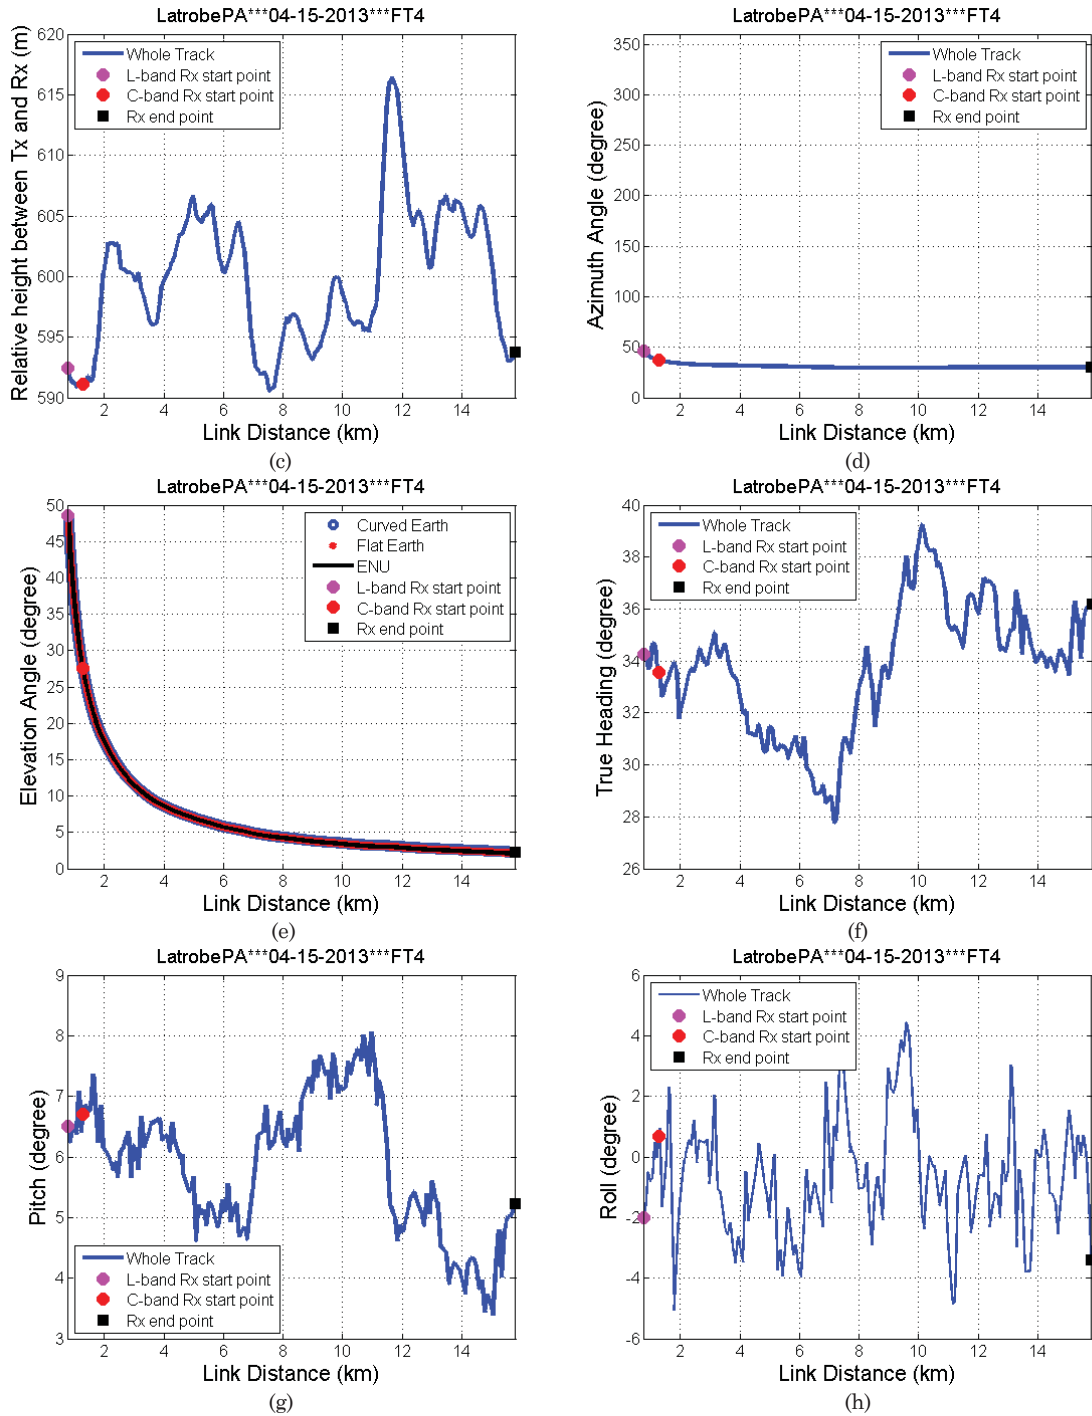 LatrobePA***04-15-2013***FT4
Relative height between Tx and Rx (m)
620
615
610
605
600
595
590
Whole Track
L-band Rx start point
C-band Rx start point
Rx end point
2 4 6 8 10 12 14
Link Distance (km)
(c)
LatrobePA***04-15-2013***FT4
Azimuth Angle (degree)
350
300
250
200
150
100
50
0
Whole Track
L-band Rx start point
C-band Rx start point
Rx end point
2 4 6 8 10 12 14
Link Distance (km)
(d)
LatrobePA***04-15-2013***FT4
Elevation Angle (degree)
50
45
40
35
30
25
20
15
10
5
0
Curved Earth
Flat Earth
ENU
L-band Rx start point
C-band Rx start point
Rx end point
2 4 6 8 10 12 14
Link Distance (km)
(e)
LatrobePA***04-15-2013***FT4
True Heading (degree)
40
38
36
34
32
30
28
26
Whole Track
L-band Rx start point
C-band Rx start point
Rx end point
2 4 6 8 10 12 14
Link Distance (km)
(f)
LatrobePA***04-15-2013***FT4
Pitch (degree)
9
8
7
6
5
4
3
Whole Track
L-band Rx start point
C-band Rx start point
Rx end point
2 4 6 8 10 12 14
Link Distance (km)
(g)
LatrobePA***04-15-2013***FT4
Roll (degree)
6
4
2
0
-2
-4
-6
Whole Track
L-band Rx start point
C-band Rx start point
Rx end point
2 4 6 8 10 12 14
Link Distance (km)
(h)